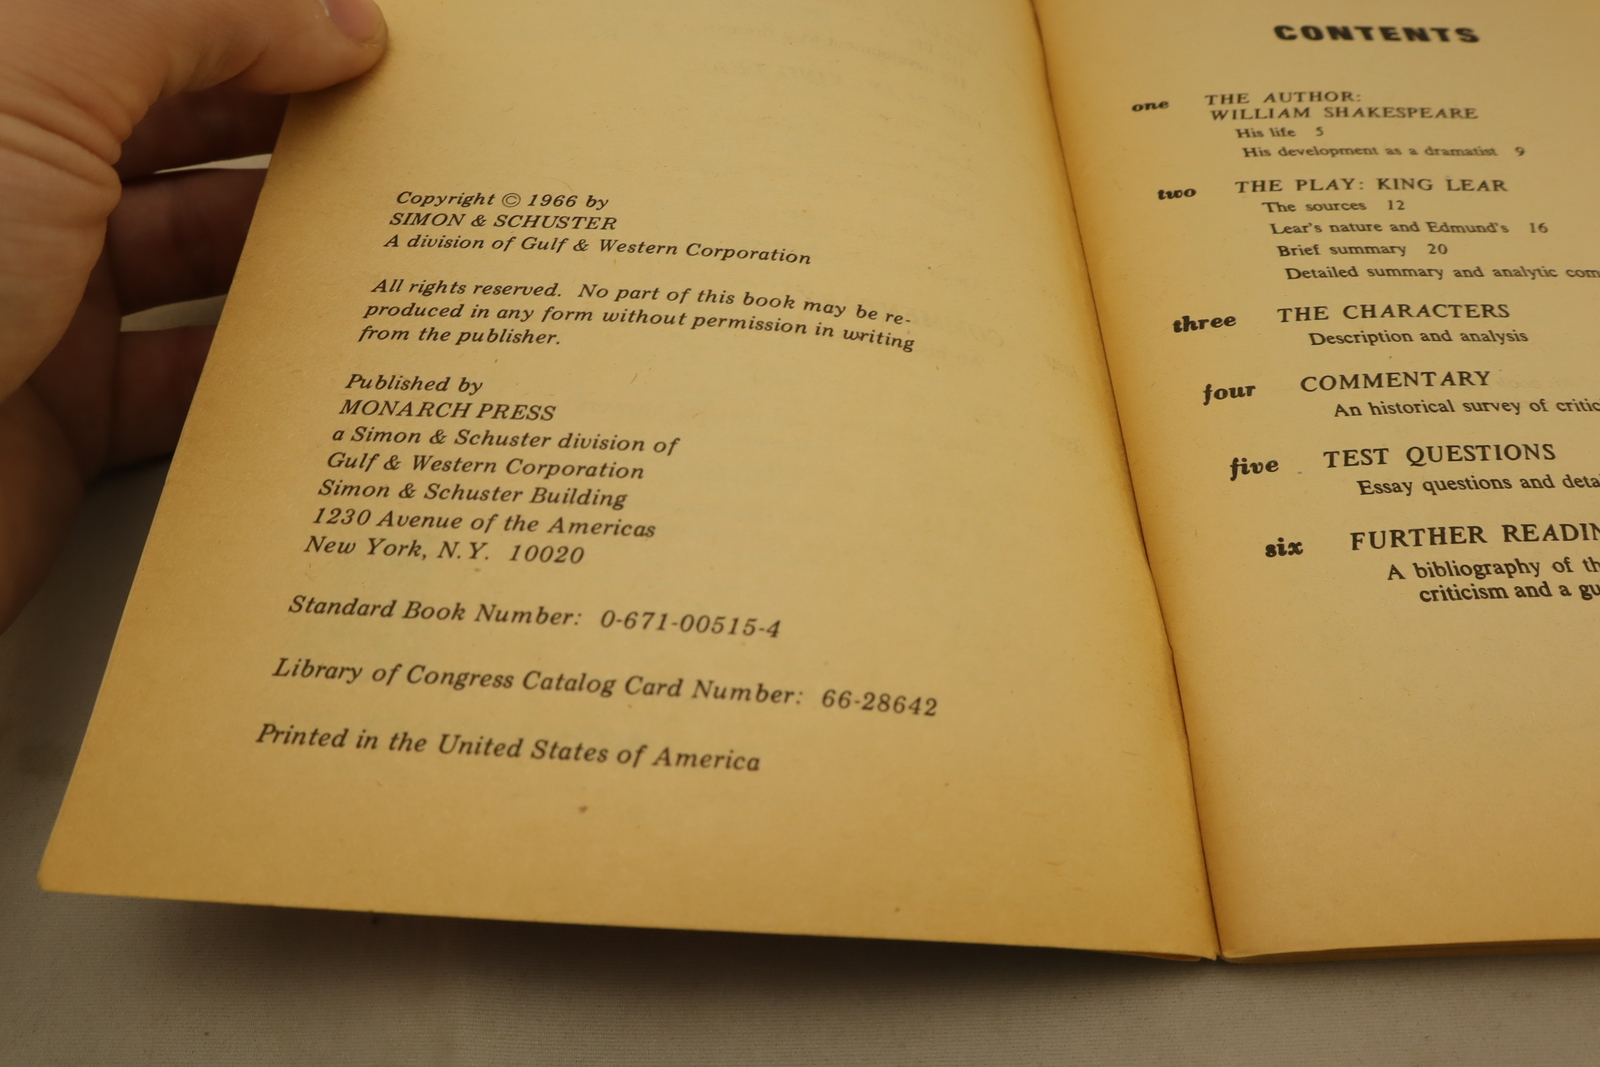 Copyright © 1966 by
SIMON & SCHUSTER
A division of Gulf & Western Corporation
All rights reserved. No part of this book may be re-
produced in any form without permission in writing
from the publisher.
Published by
MONARCH PRESS
a Simon & Schuster division of
Gulf & Western Corporation
Simon & Schuster Building
1230 Avenue of the Americas
New York, N.Y. 10020
Standard Book Number: 0-671-00515-4
Library of Congress Catalog Card Number: 66-28642
Printed in the United States of America
CONTENTS
one THE AUTHOR:
WILLIAM SHAKESPEARE
His life 5
His development as a dramatist 9
two THE PLAY: KING LEAR
The sources 12
Lear's nature and Edmund's 16
Brief summary 20
Detailed summary and analytic
three THE CHARACTERS
Description and analysis
four COMMENTARY
An historical survey of
five TEST QUESTIONS
Essay questions and
six FURTHER
A bibliography of
criticism and a